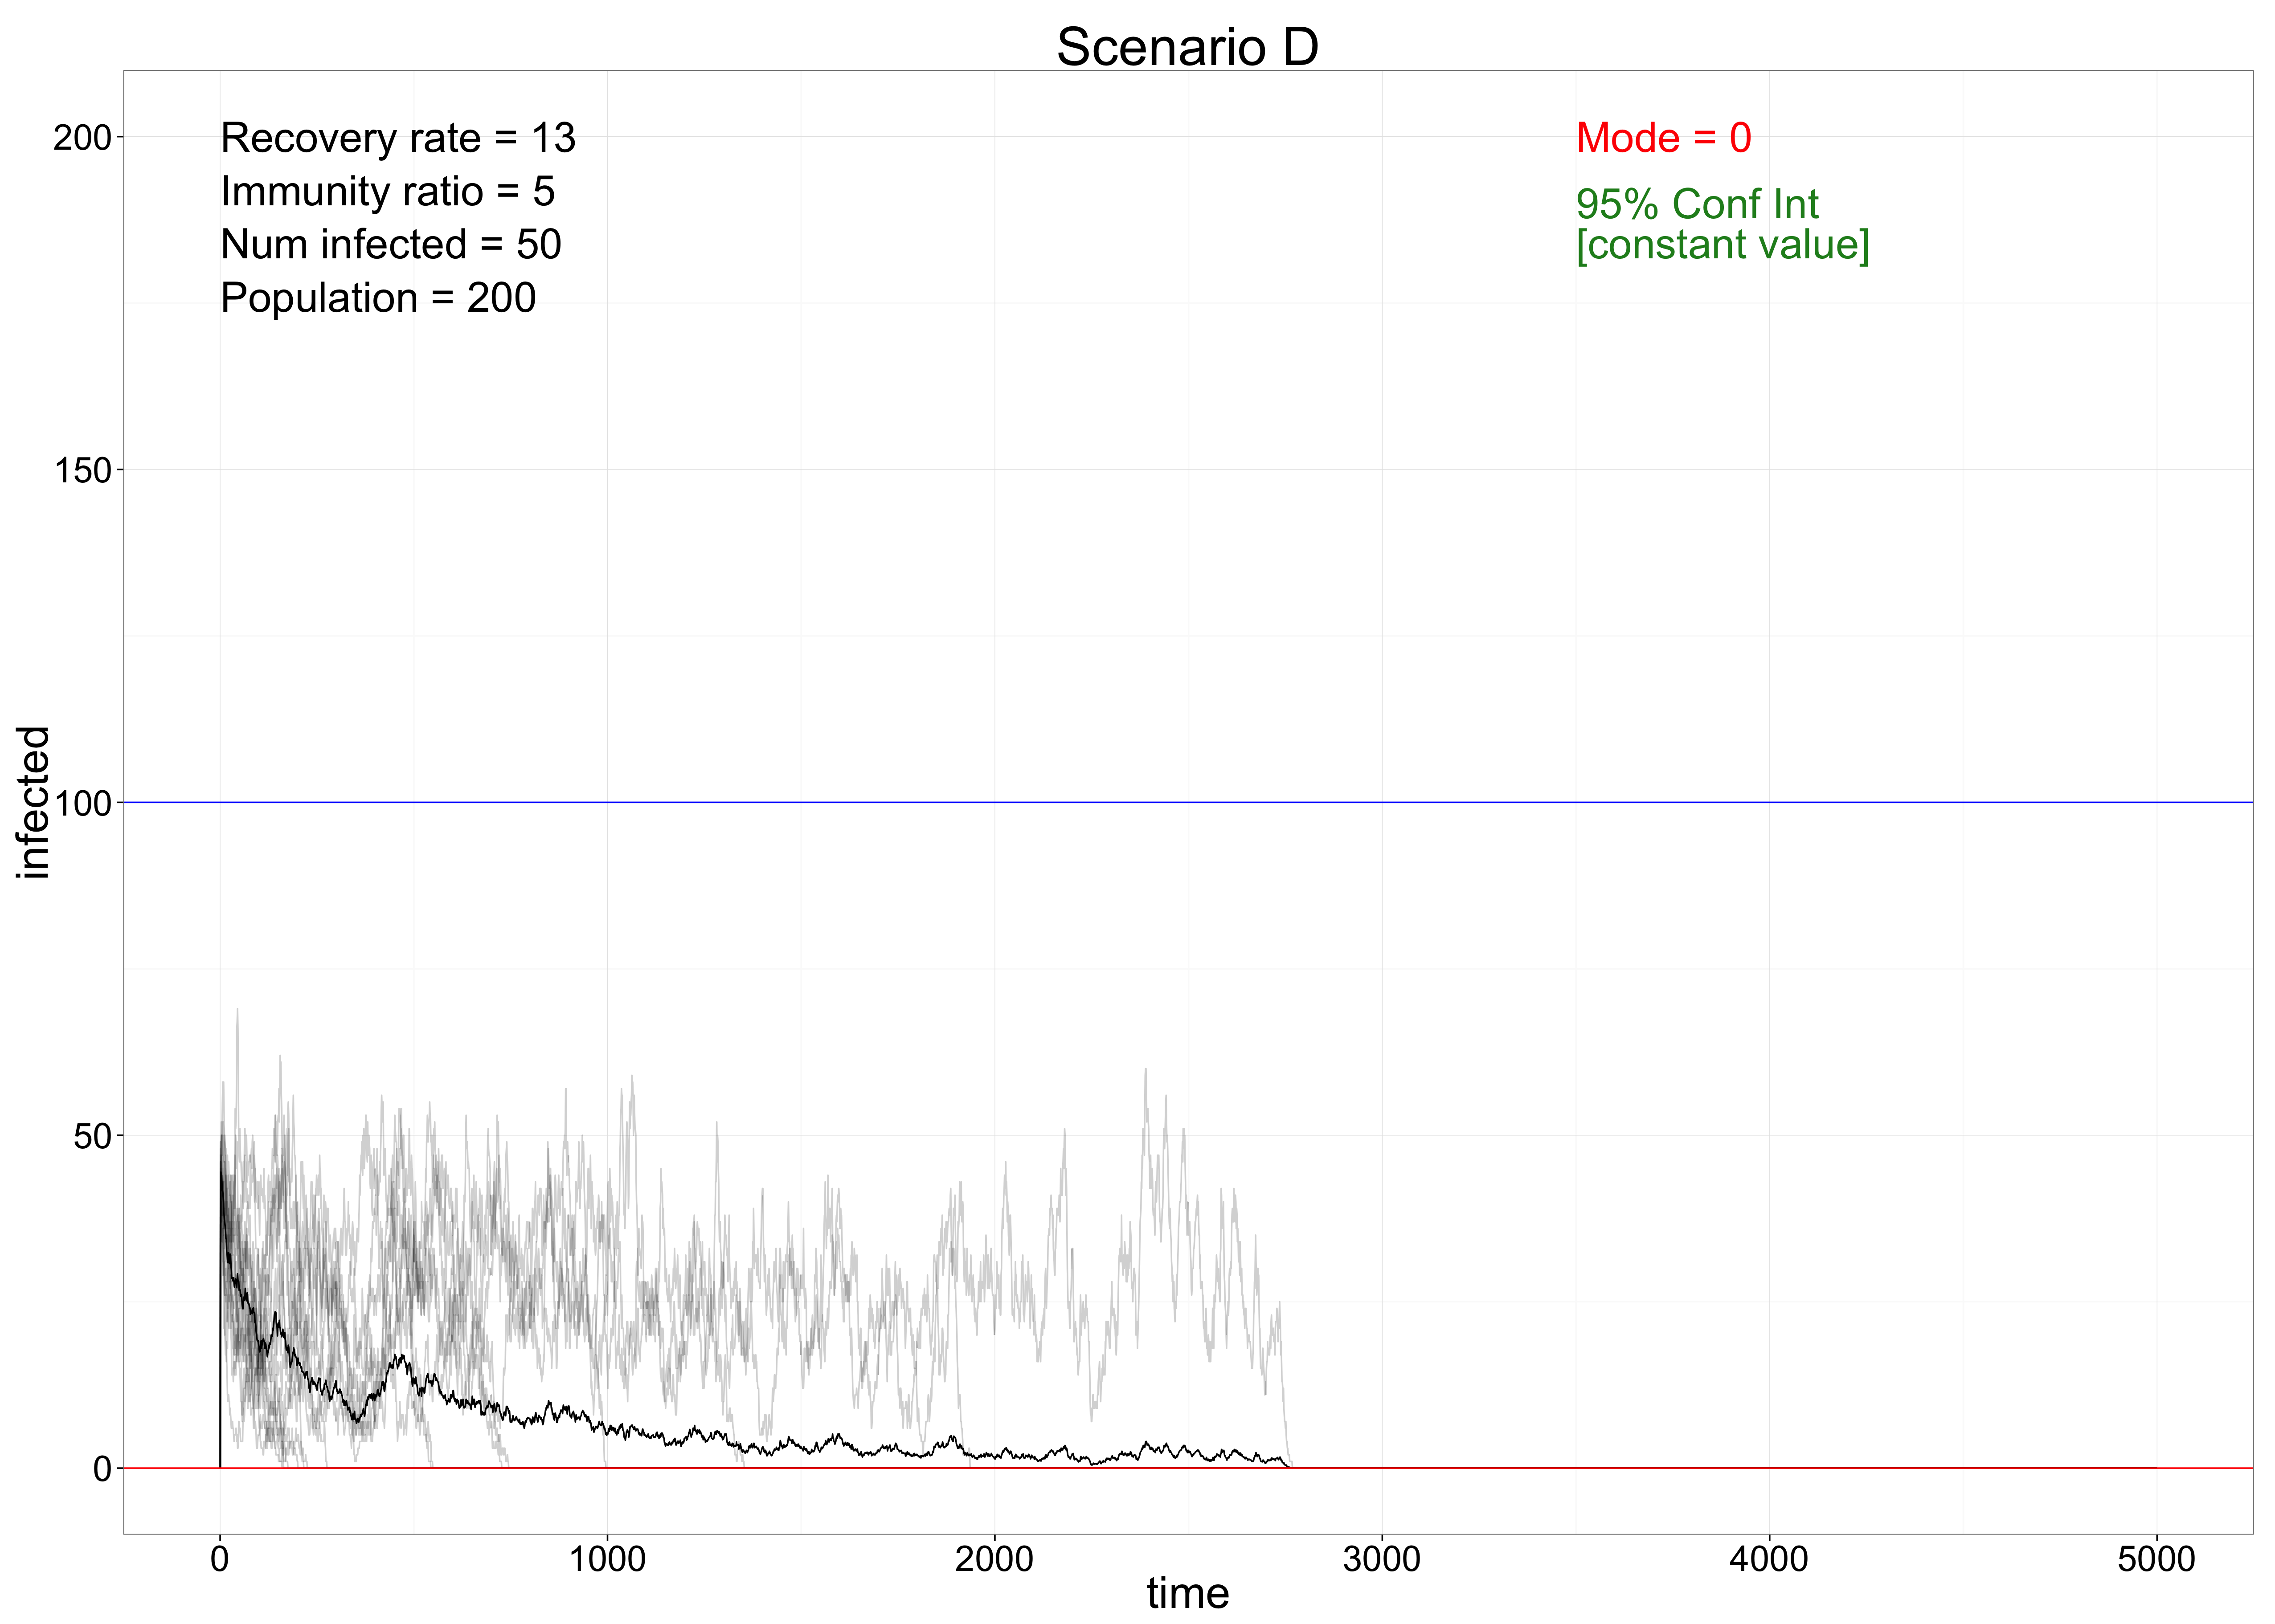 Scenario D
Recovery rate = 13
Immunity ratio = 5
Num infected = 50
Population = 200
Mode = 0
95% Conf Int
[constant value]
infected
200
150
100
50
0
0 1000 2000 3000 4000 5000
time